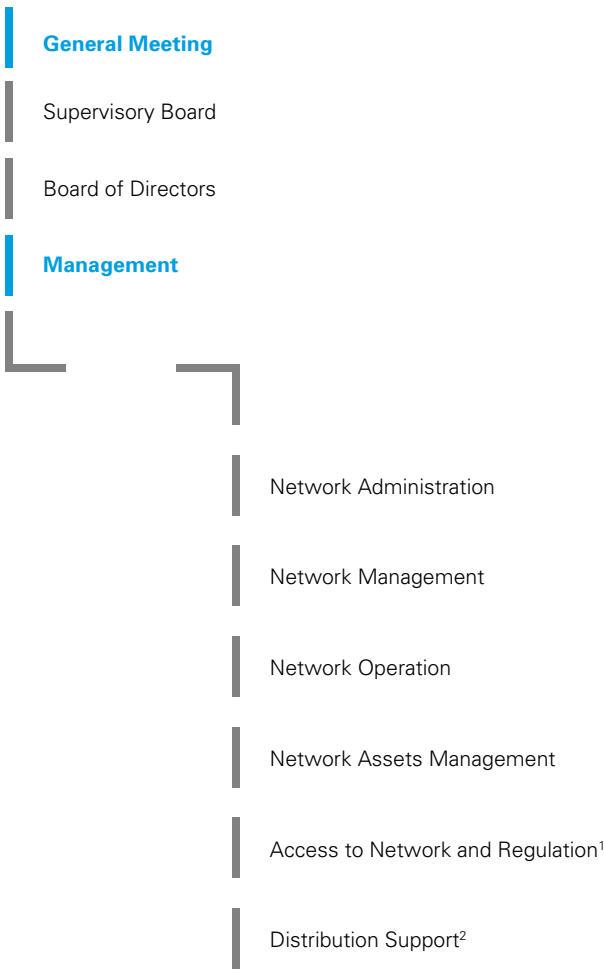 General Meeting
Supervisory Board
Board of Directors
Management
Network Administration
Network Management
Network Operation
Network Assets Management
Access to Network and Regulation¹
Distribution Support²